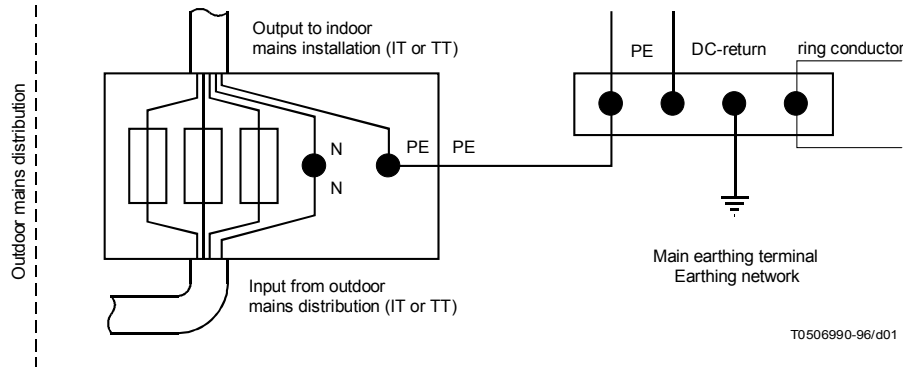 Outdoor mains distribution
Output to indoor
mains installation (IT or TT)
PE
DC-return
ring conductor
N
PE
PE
N
Input from outdoor
mains distribution (IT or TT)
Main earthing terminal
Earthing network
T0506990-96/d01